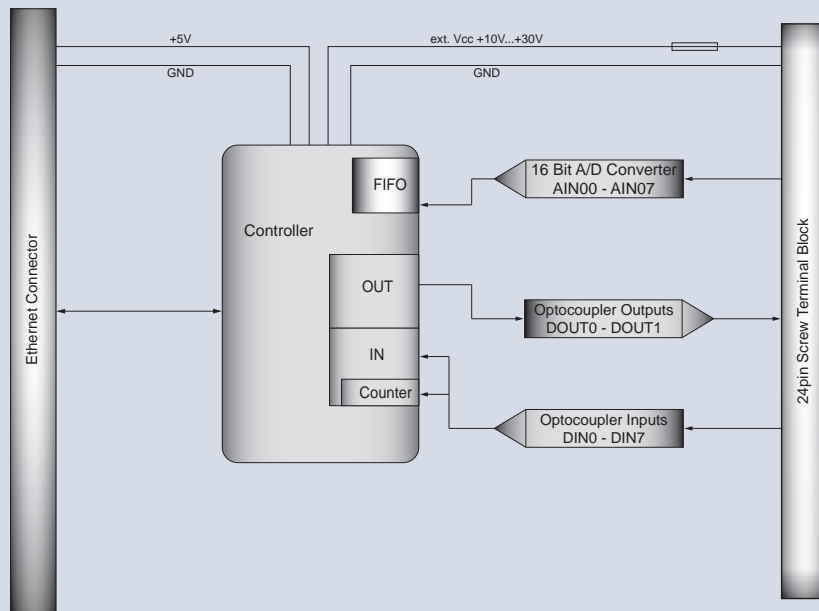 +5V
GND
ext. Vcc +10V...+30V
GND
Ethernet Connector
Controller
FIFO
OUT
IN
Counter
16 Bit A/D Converter
AIN00 - AIN07
Optocoupler Outputs
DOUT0 - DOUT1
Optocoupler Inputs
DIN0 - DIN7
24pin Screw Terminal Block